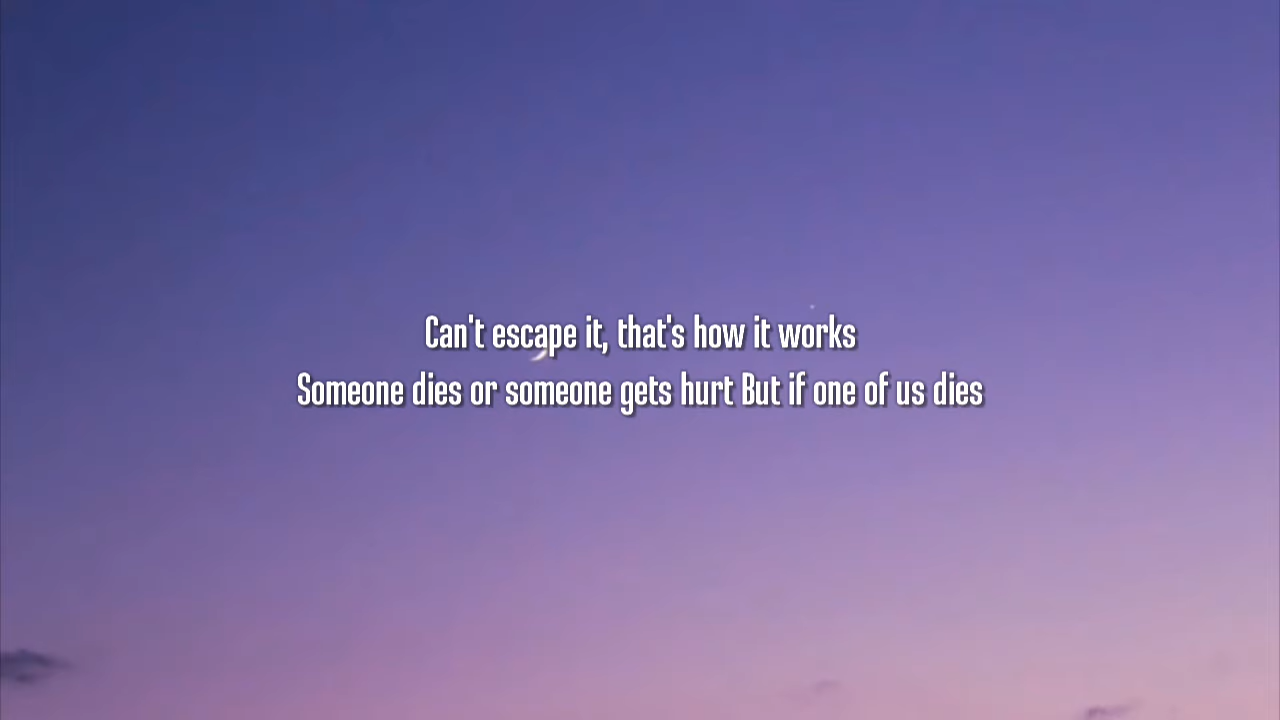 Can't escape it, that's how it works
Someone dies or someone gets hurt But if one of us dies